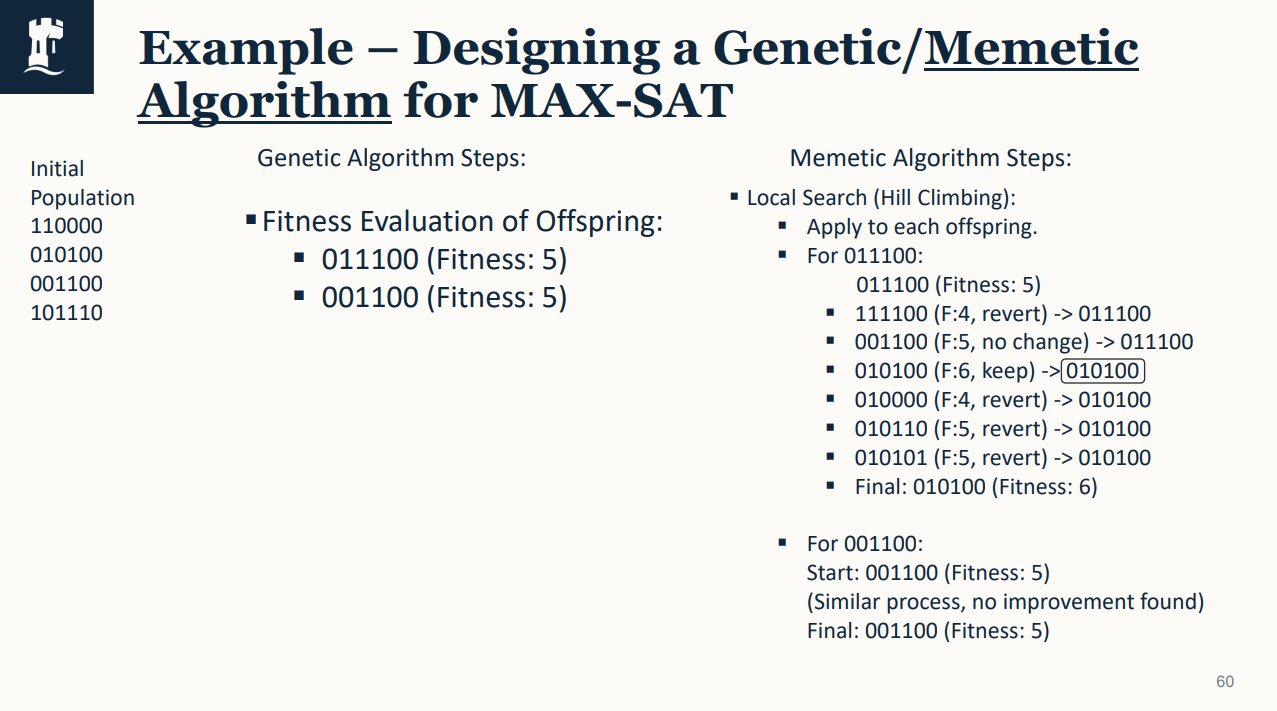 Example – Designing a Genetic/Memetic
Algorithm for MAX-SAT
Initial
Population
110000
010100
001100
101110
Genetic Algorithm Steps:
▪ Fitness Evaluation of Offspring:
▪ 011100 (Fitness: 5)
▪ 001100 (Fitness: 5)
Memetic Algorithm Steps:
▪ Local Search (Hill Climbing):
▪ Apply to each offspring.
▪ For 011100:
011100 (Fitness: 5)
▪ 111100 (F:4, revert) -> 011100
▪ 001100 (F:5, no change) -> 011100
▪ 010100 (F:6, keep) -> 010100
▪ 010000 (F:4, revert) -> 010100
▪ 010110 (F:5, revert) -> 010100
▪ 010101 (F:5, revert) -> 010100
▪ Final: 010100 (Fitness: 6)
▪ For 001100:
Start: 001100 (Fitness: 5)
(Similar process, no improvement found)
Final: 001100 (Fitness: 5)
60